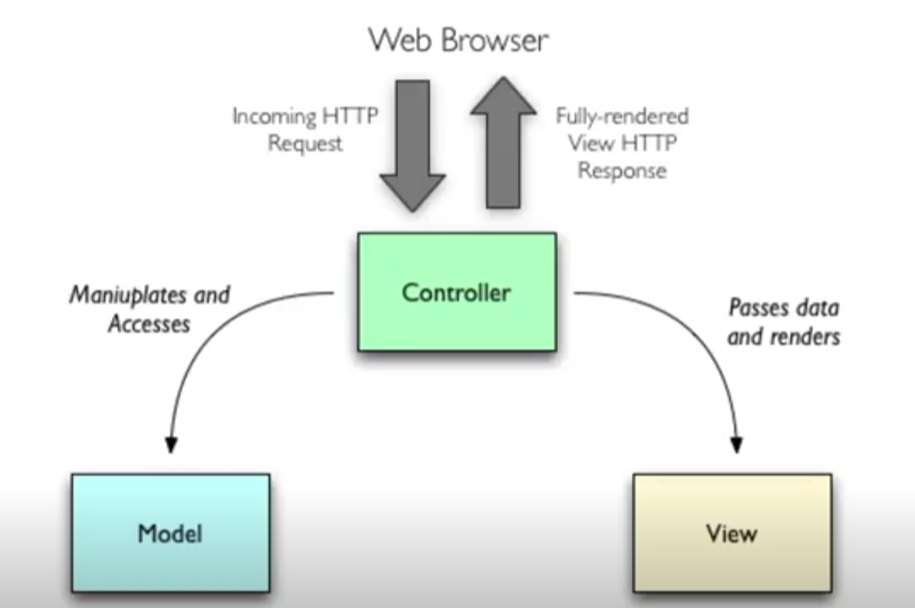 Web Browser
Incoming HTTP
Request
Fully-rendered
View HTTP
Response
Controller
Maniuplates and
Accesses
Passes data
and renders
Model
View